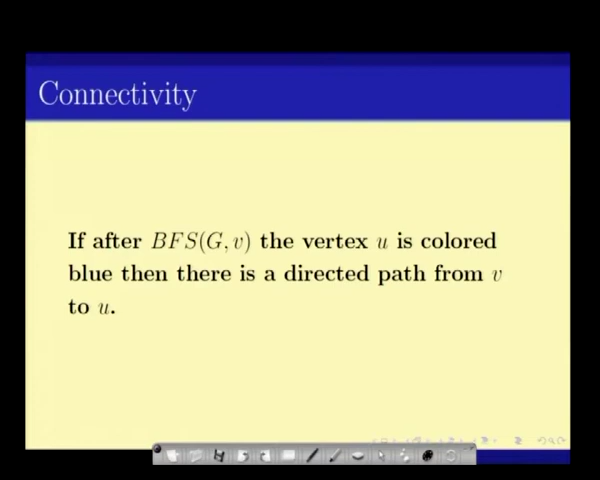 Connectivity
If after BFS(G, v) the vertex u is colored
blue then there is a directed path from v
to u.